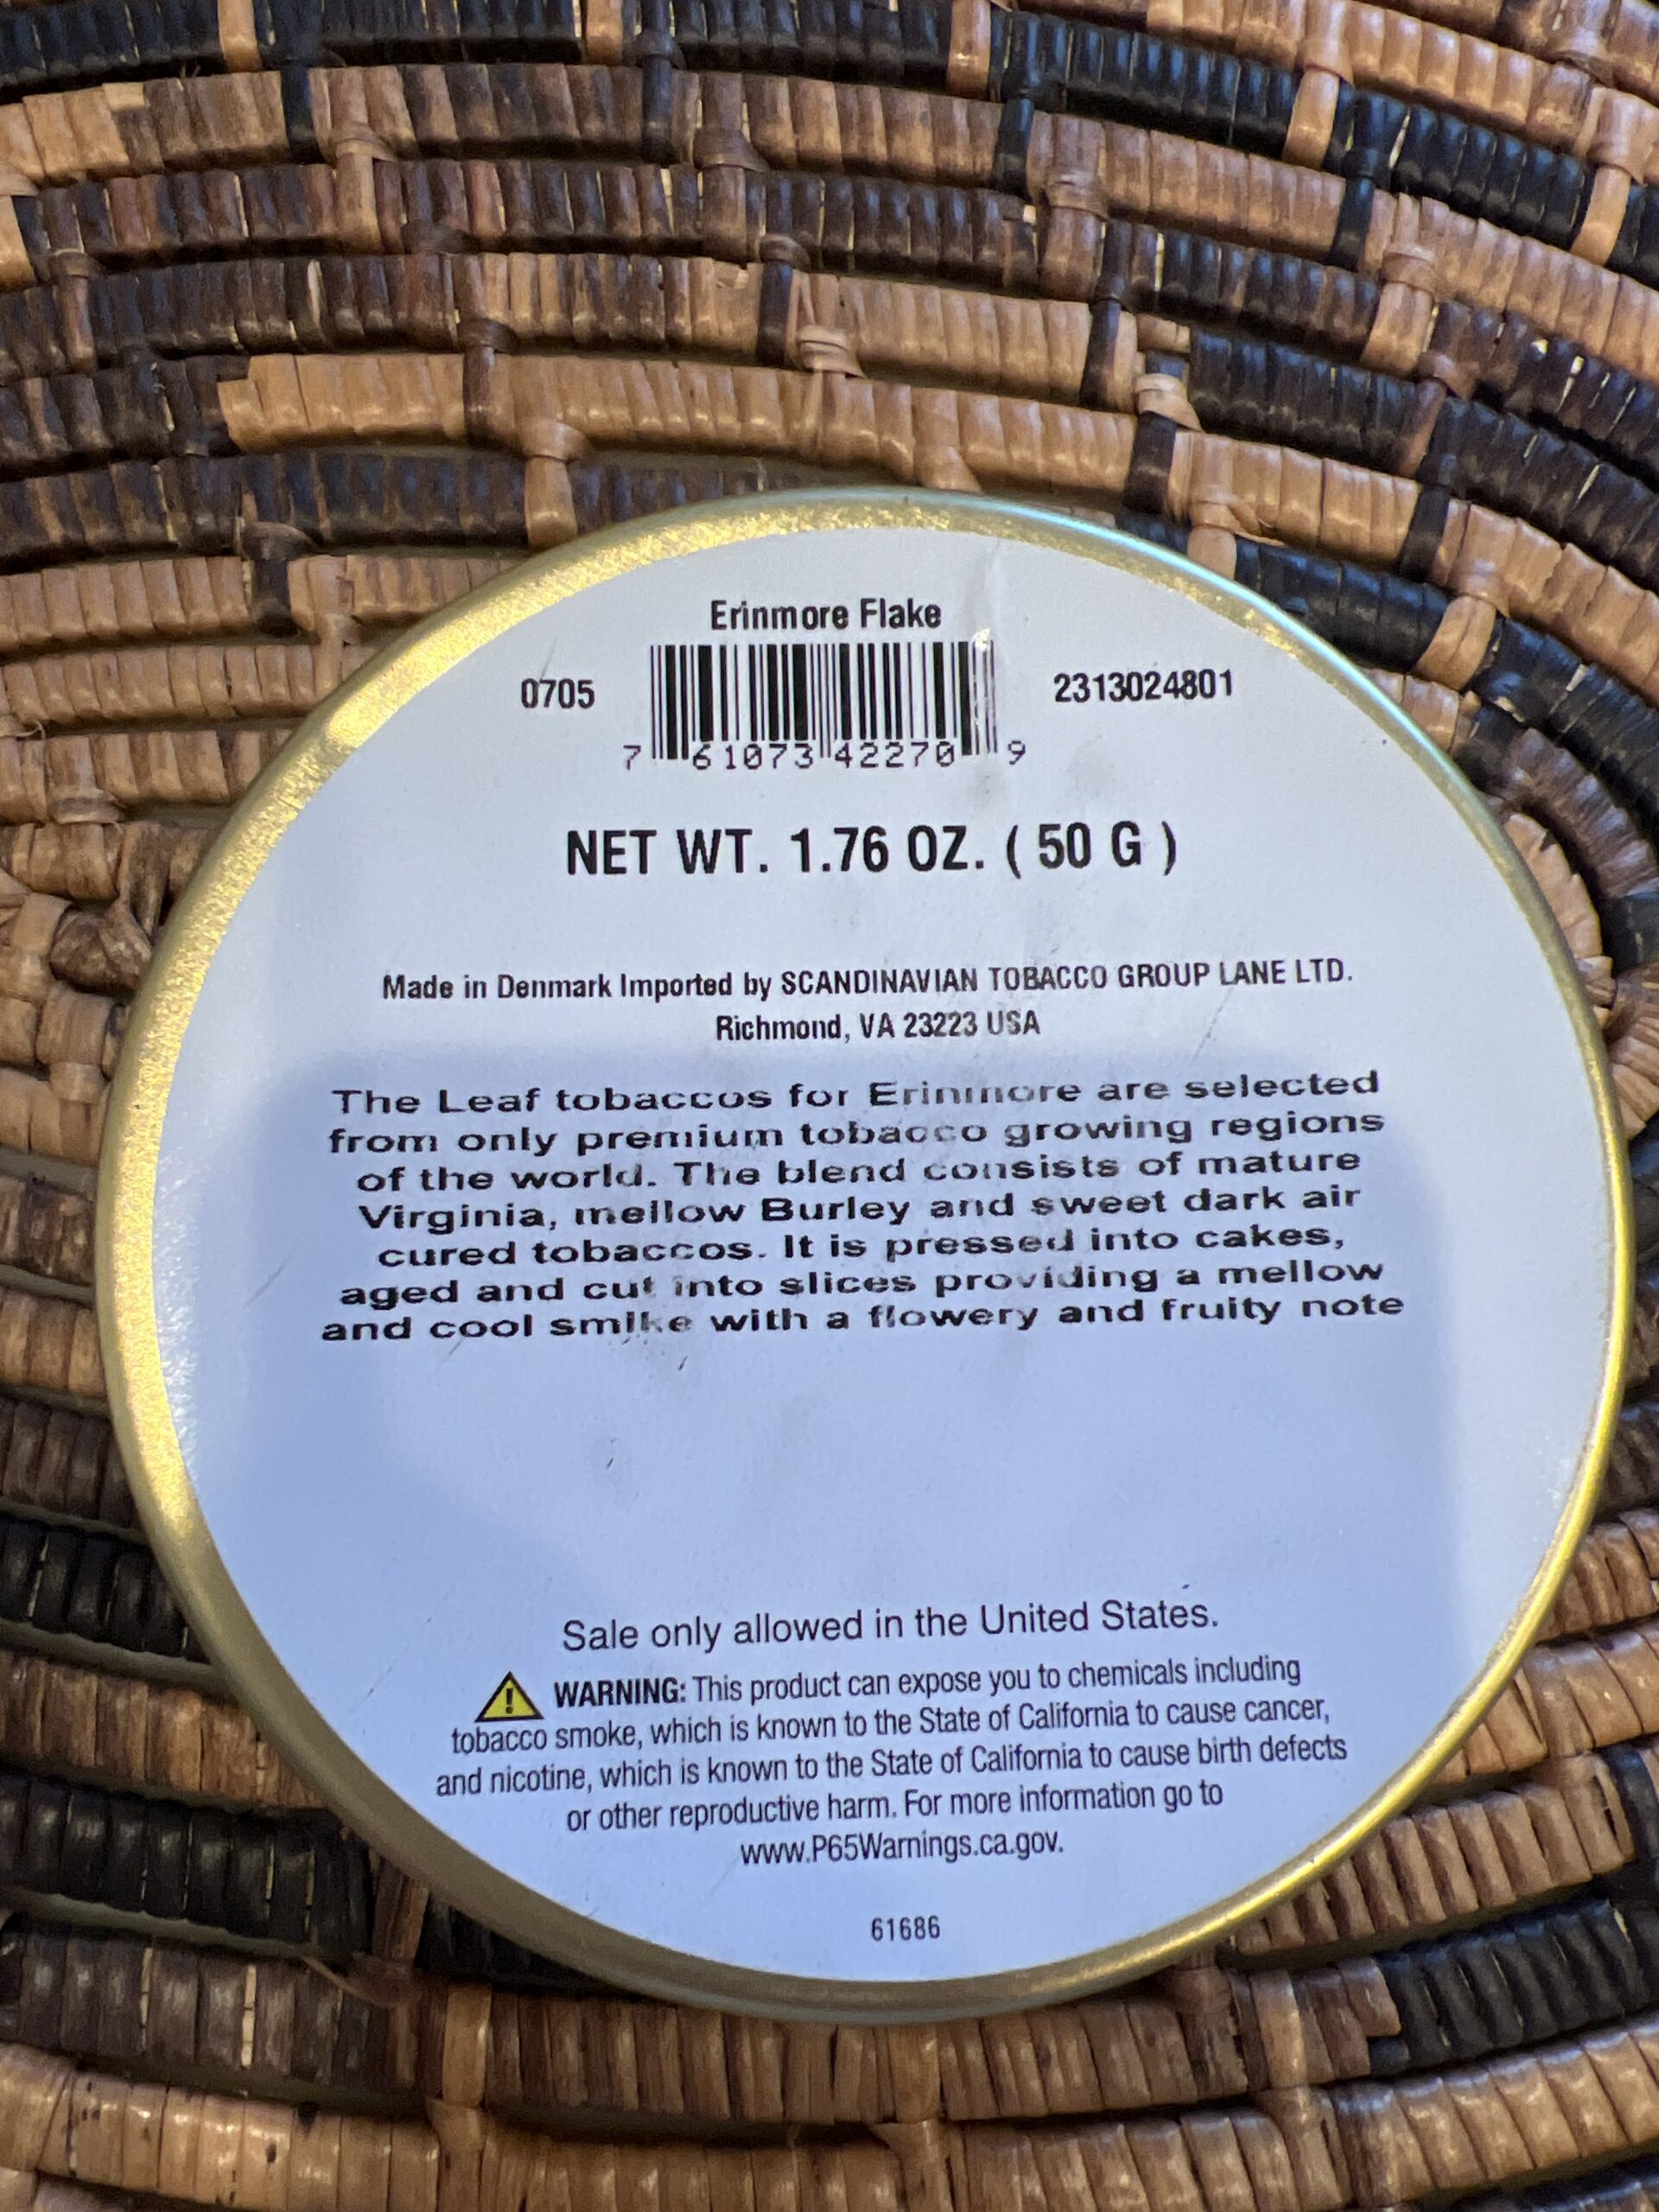 Erinmore Flake
0705
2313024801
7 61073 42270 9
NET WT. 1.76 OZ. ( 50 G )
Made in Denmark Imported by SCANDINAVIAN TOBACCO GROUP LANE LTD.
Richmond, VA 23223 USA
The Leaf tobaccos for Erinmore are selected
from only premium tobacco growing regions
of the world. The blend consists of mature
Virginia, mellow Burley and sweet dark air
cured tobaccos. It is pressed into cakes,
aged and cut into slices providing a mellow
and cool smike with a flowery and fruity note
Sale only allowed in the United States.
WARNING: This product can expose you to chemicals including
tobacco smoke, which is known to the State of California to cause cancer,
and nicotine, which is known to the State of California to cause birth defects
or other reproductive harm. For more information go to
www.P65Warnings.ca.gov.
61686